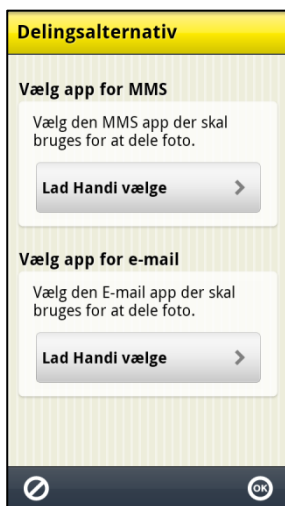 Delingsalternativ
Vælg app for MMS
Vælg den MMS app der skal
bruges for at dele foto.
Lad Handi vælge
Vælg app for e-mail
Vælg den E-mail app der skal
bruges for at dele foto.
Lad Handi vælge
OK